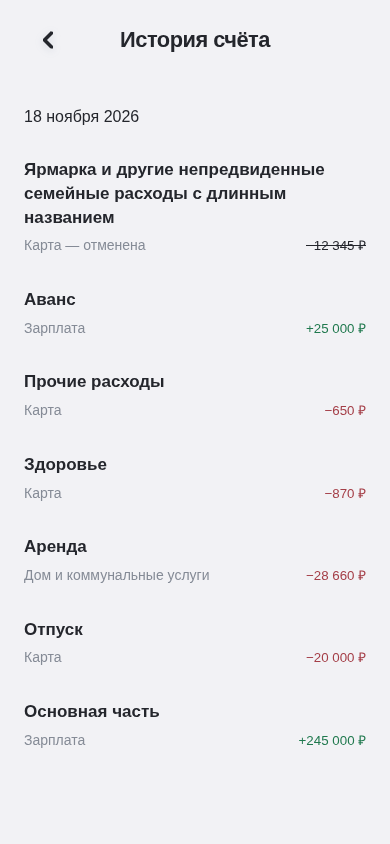 История счёта
18 ноября 2026
Ярмарка и другие непредвиденные
семейные расходы с длинным
названием
Карта — отменена −12 345 ₽
Аванс
Зарплата +25 000 ₽
Прочие расходы
Карта −650 ₽
Здоровье
Карта −870 ₽
Аренда
Дом и коммунальные услуги −28 660 ₽
Отпуск
Карта −20 000 ₽
Основная часть
Зарплата +245 000 ₽